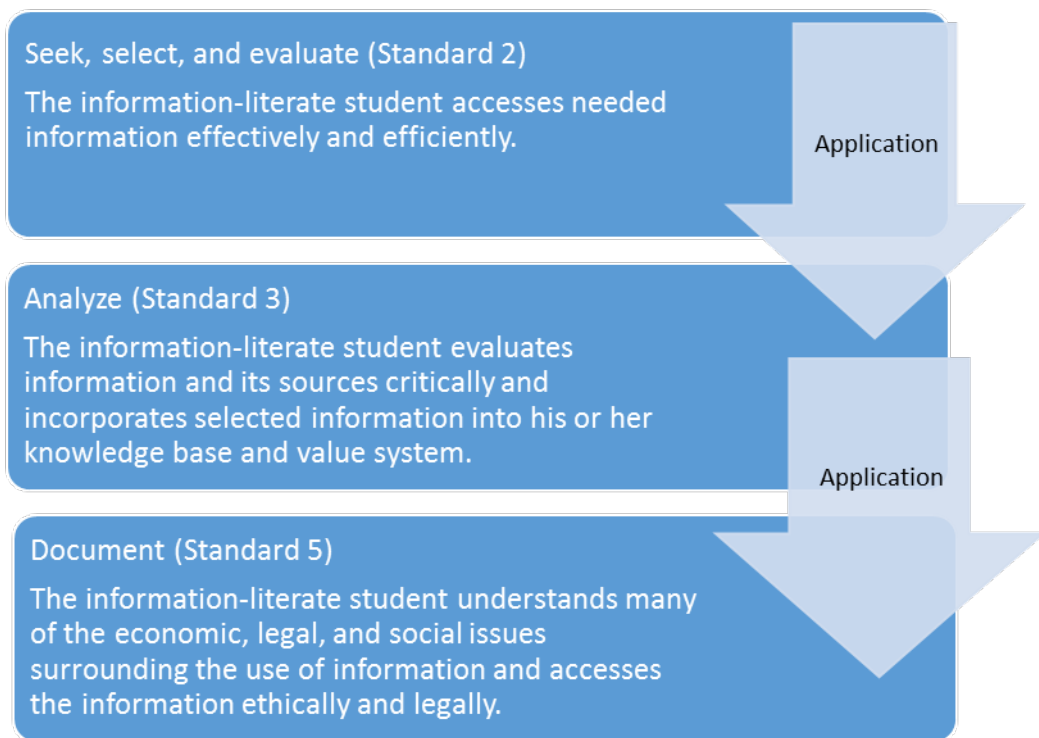 Seek, select, and evaluate (Standard 2)
The information-literate student accesses needed
information effectively and efficiently.
Application
Analyze (Standard 3)
The information-literate student evaluates
information and its sources critically and
incorporates selected information into his or her
knowledge base and value system.
Application
Document (Standard 5)
The information-literate student understands many
of the economic, legal, and social issues
surrounding the use of information and accesses
the information ethically and legally.